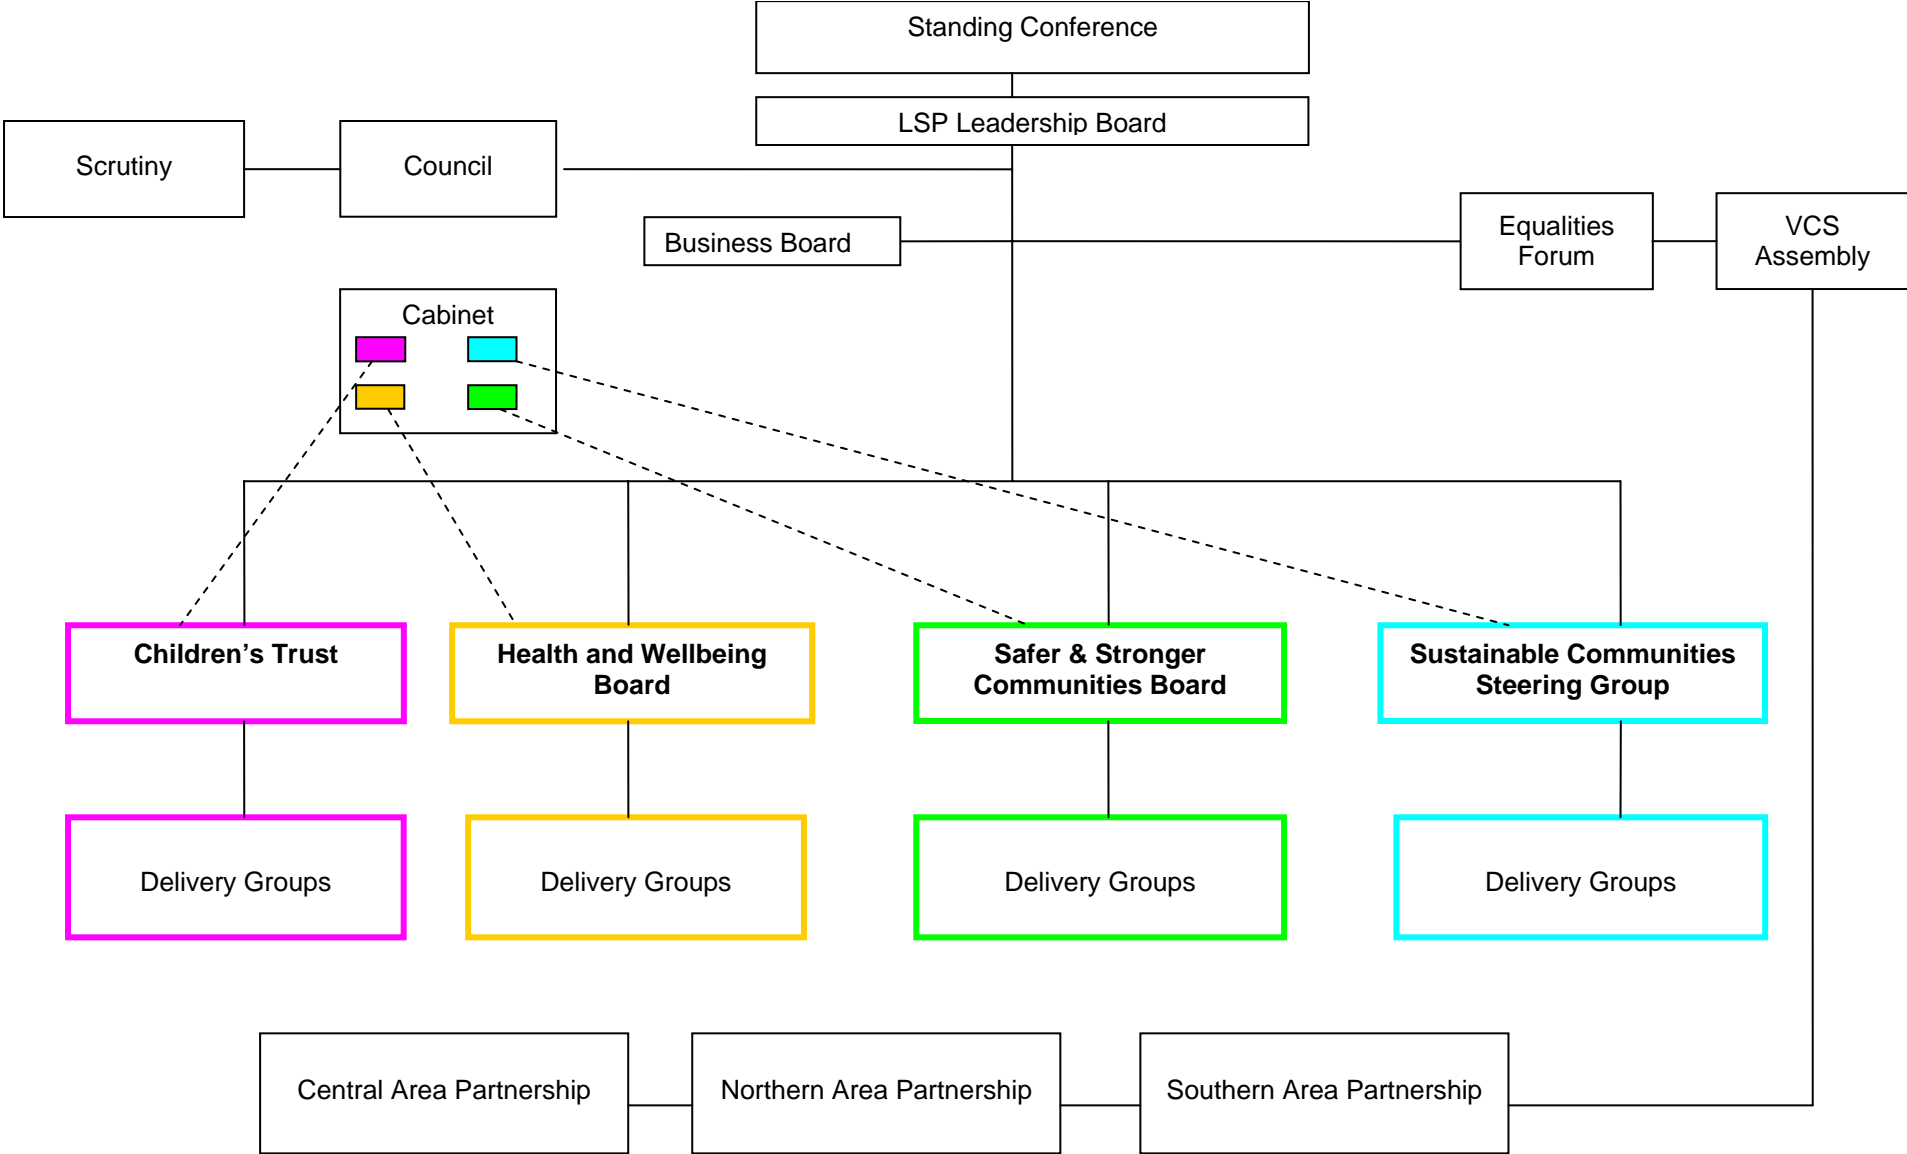 Standing Conference
LSP Leadership Board
Scrutiny
Council
Business Board
Equalities
Forum
VCS
Assembly
Cabinet
Children's Trust
Health and Wellbeing
Board
Safer & Stronger
Communities Board
Sustainable Communities
Steering Group
Delivery Groups
Delivery Groups
Delivery Groups
Delivery Groups
Central Area Partnership
Northern Area Partnership
Southern Area Partnership